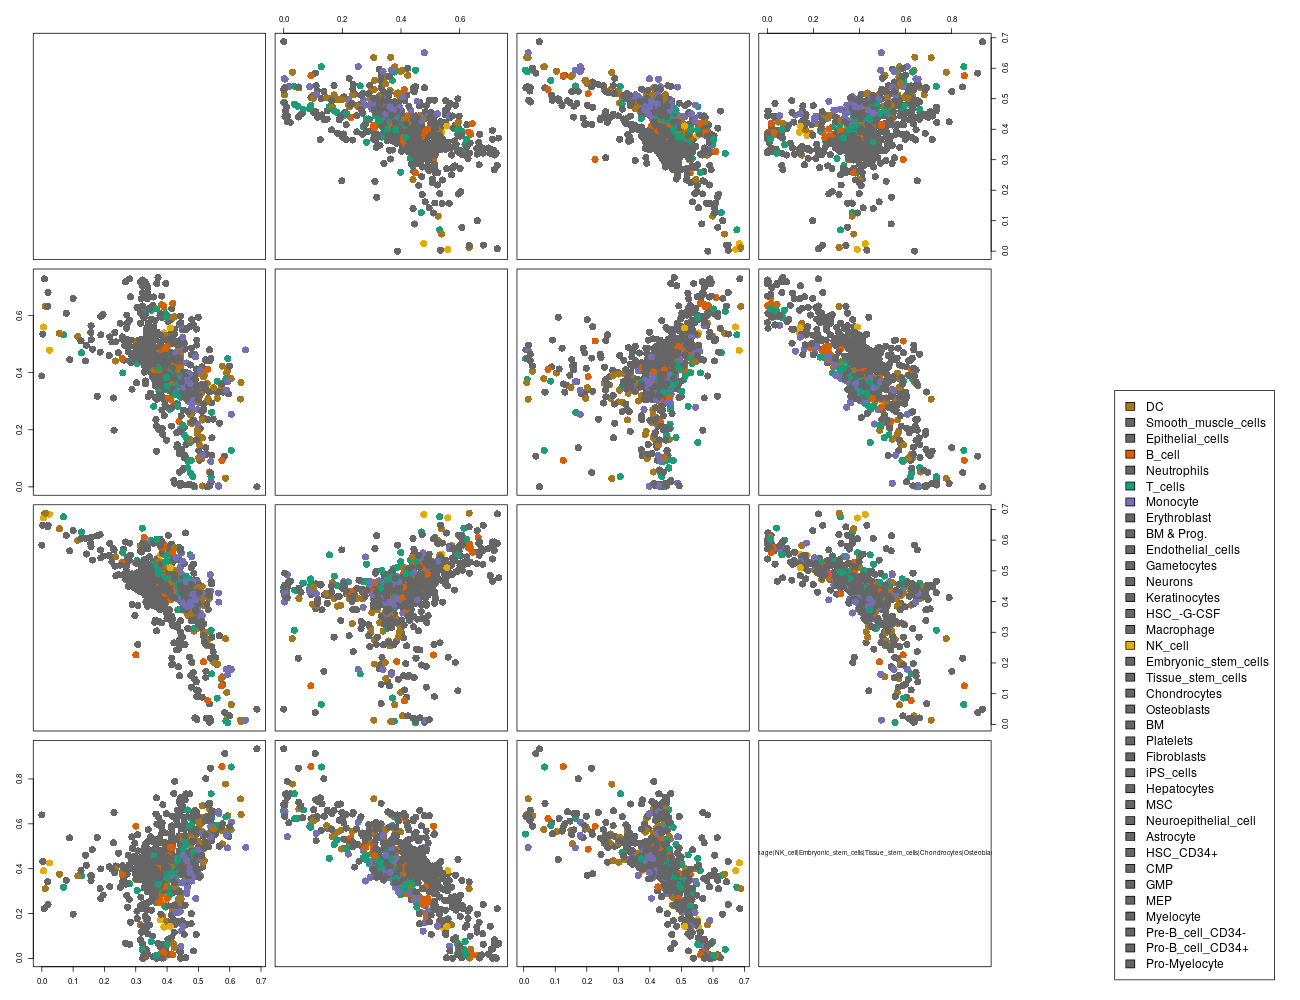 0.0 0.2 0.4 0.6
0.0 0.2 0.4 0.6 0.8
0.0 0.1 0.2 0.3 0.4 0.5 0.6 0.7
0.0 0.2 0.4 0.6
0.0 0.1 0.2 0.3 0.4 0.5 0.6 0.7
0.0 0.2 0.4 0.6 0.8
|NK_cell|Embryonic_stem_cells|Tissue_stem_cells|Chondrocytes|
0.0 0.1 0.2 0.3 0.4 0.5 0.6 0.7
0.0 0.1 0.2 0.3 0.4 0.5 0.6 0.7
DC
Smooth_muscle_cells
Epithelial_cells
B_cell
Neutrophils
T_cells
Monocyte
Erythroblast
BM & Prog.
Endothelial_cells
Gametocytes
Neurons
Keratinocytes
HSC_-G-CSF
Macrophage
NK_cell
Embryonic_stem_cells
Tissue_stem_cells
Chondrocytes
Osteoblasts
BM
Platelets
Fibroblasts
iPS_cells
Hepatocytes
MSC
Neuroepithelial_cell
Astrocyte
HSC_CD34+
CMP
GMP
MEP
Myelocyte
Pre-B_cell_CD34-
Pro-B_cell_CD34+
Pro-Myelocyte